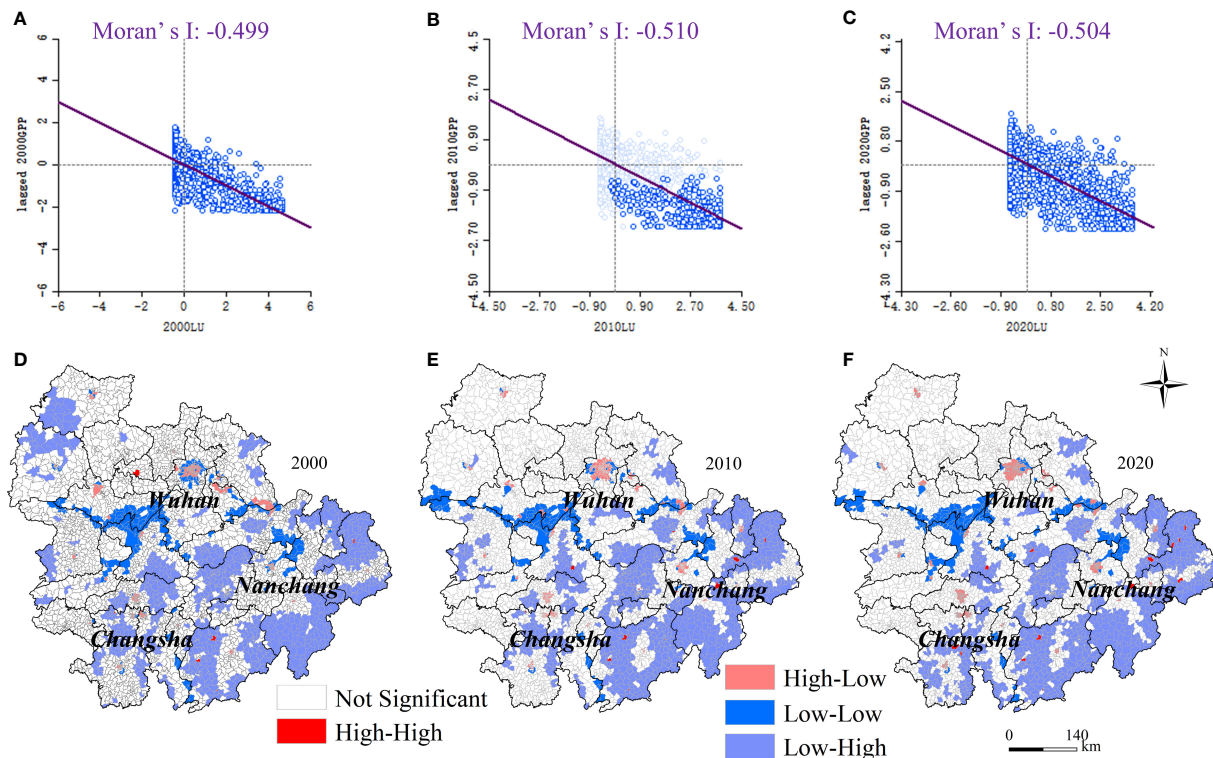 A
Moran’ s I: -0.499
6
4
2
0
-2
-4
-6
lagged 2000GPP
-6
-4
-2
0
2
4
6
2000LU
B
Moran’ s I: -0.510
4.5
2.70
0.90
-0.90
-2.70
-4.50
lagged 2010GPP
-4.50
-2.70
-0.90
0.90
2.70
4.50
2010LU
C
Moran’ s I: -0.504
4.2
2.50
0.80
-0.90
-2.60
-4.30
lagged 2020GPP
-4.30
-2.60
-0.90
0.80
2.50
4.20
2020LU
D
2000
Wuhan
Nanchang
Changsha
E
2010
Wuhan
Nanchang
Changsha
F
N
2020
Wuhan
Nanchang
Changsha
Not Significant
High-High
High-Low
Low-Low
Low-High
0 140
km